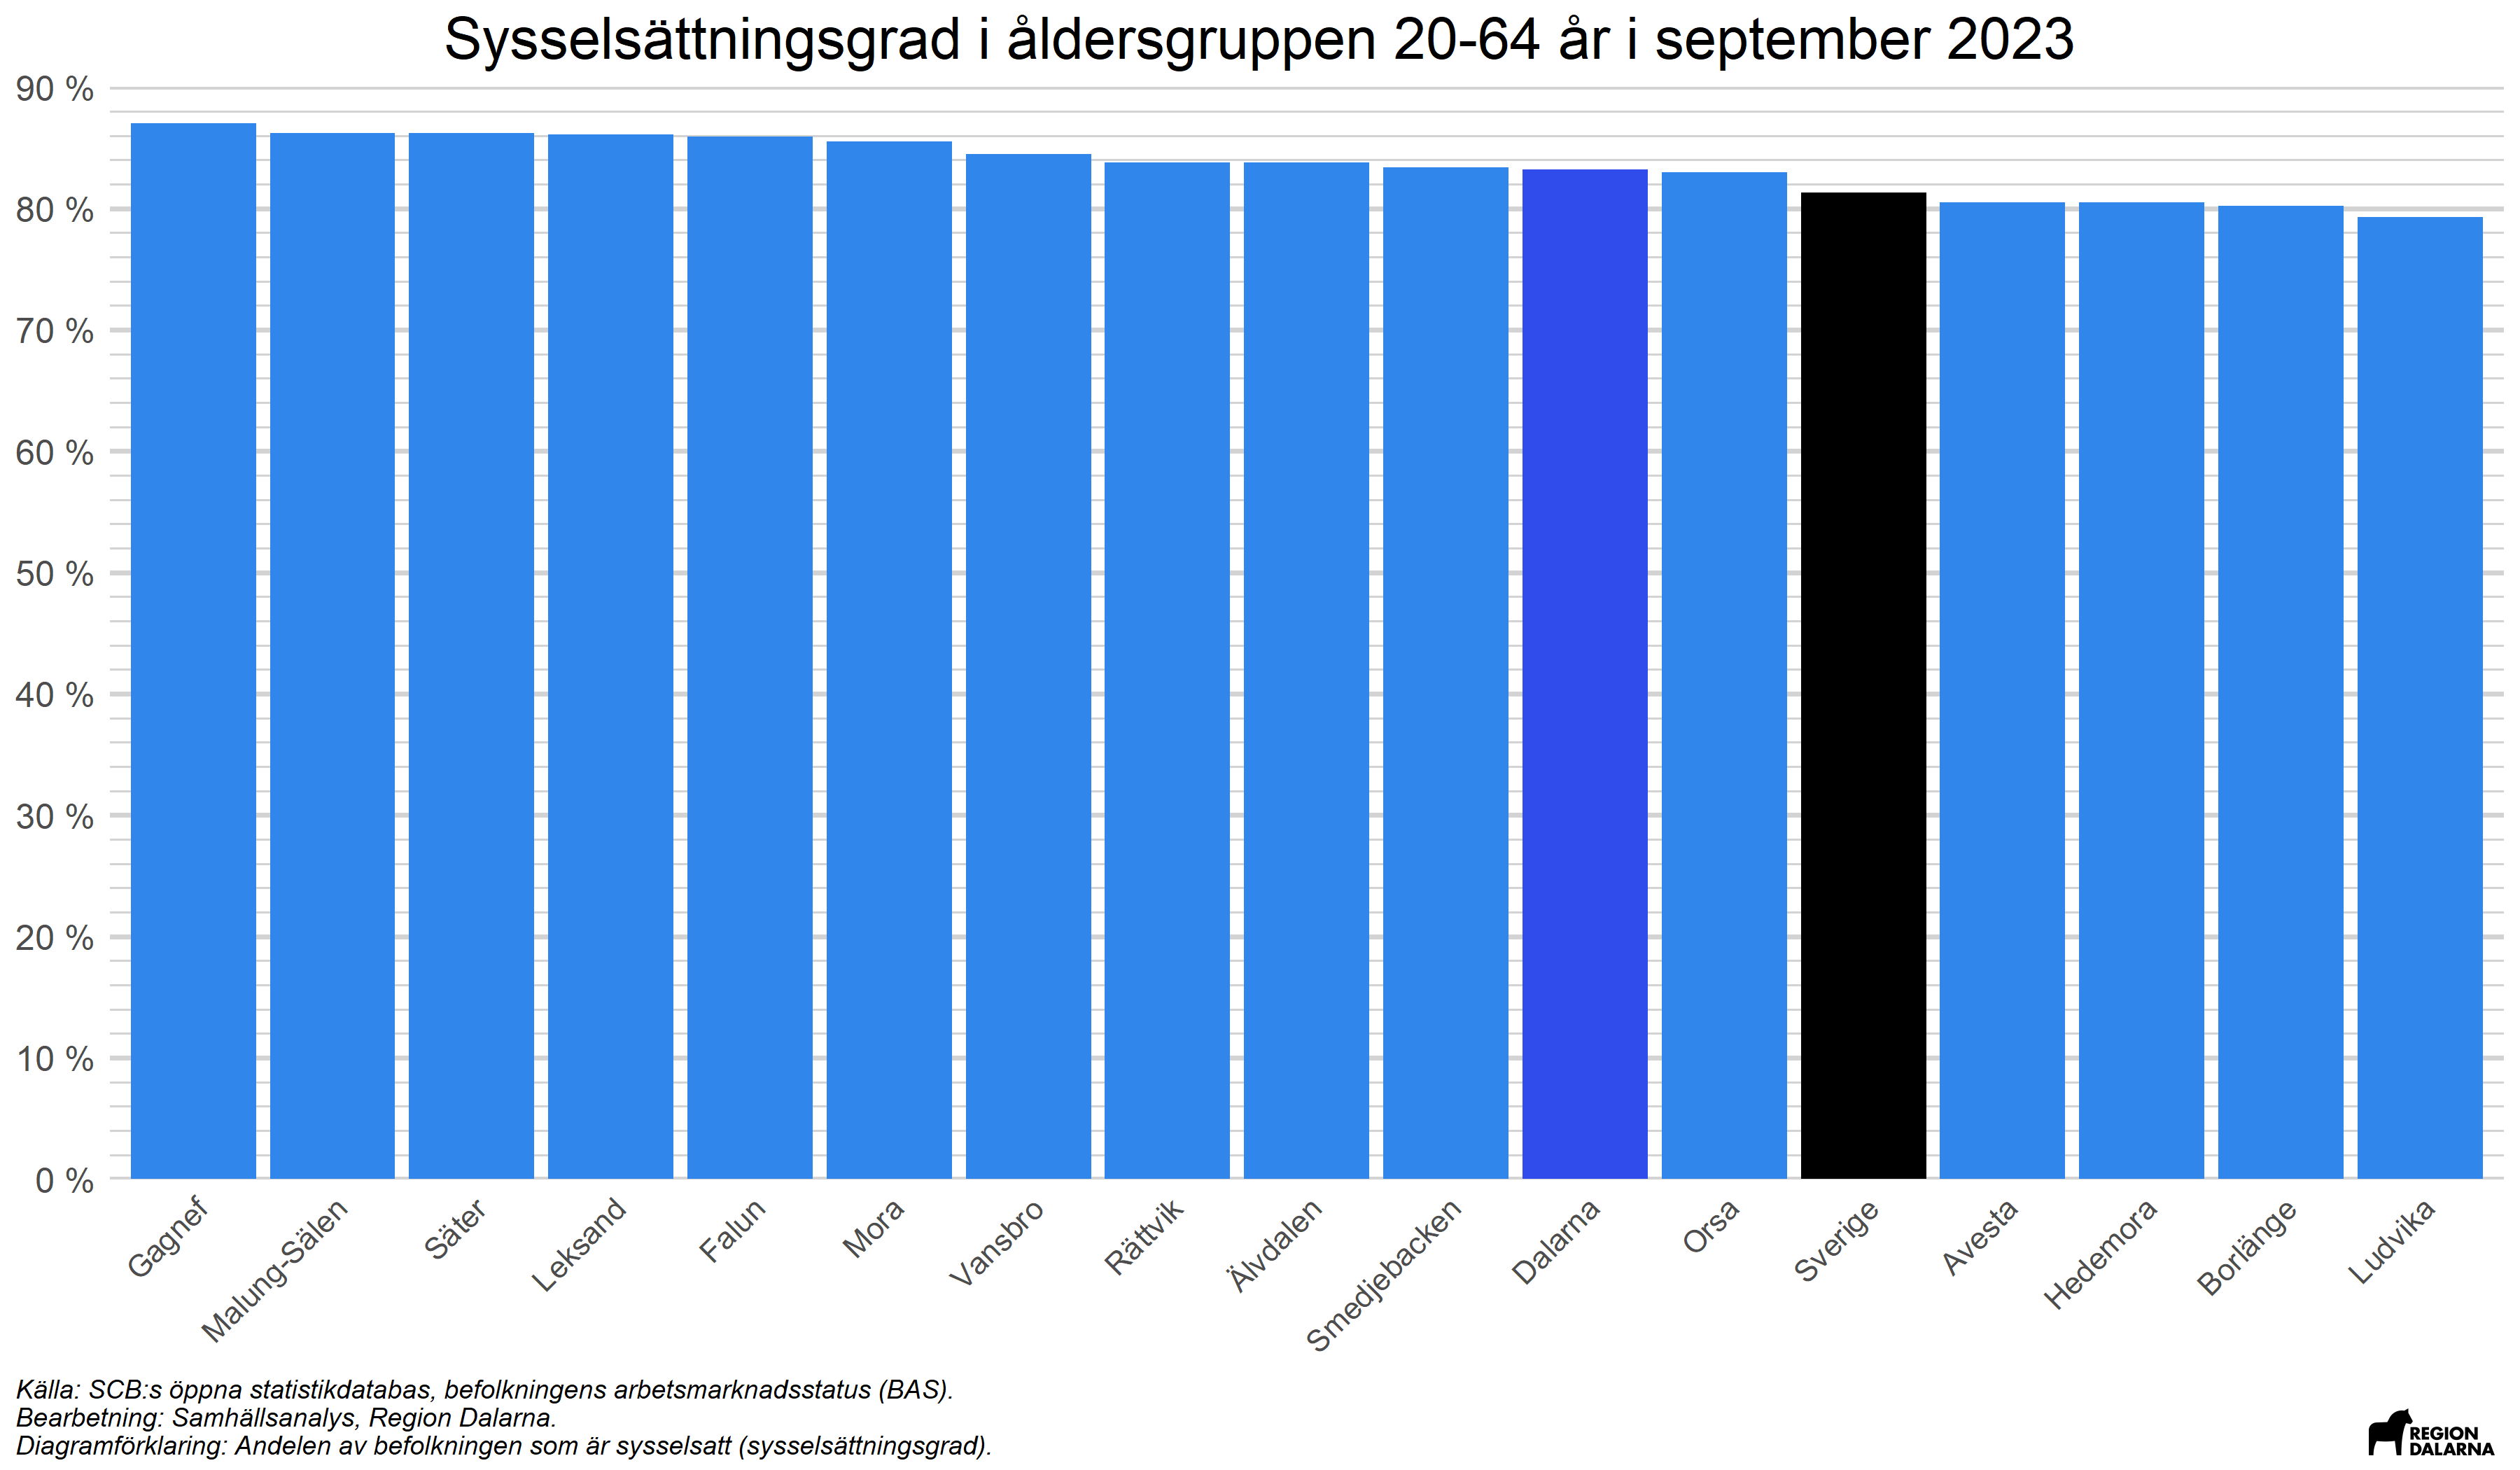 Sysselsättningsgrad i åldersgruppen 20-64 år i september 2023
90 %
80 %
70 %
60 %
50 %
40 %
30 %
20 %
10 %
0 %
Gagnef
Malung-Sälen
Säter
Leksand
Falun
Mora
Vansbro
Rättvik
Älvdalen
Smedjebacken
Dalarna
Orsa
Sverige
Avesta
Hedemora
Borlänge
Ludvika
Källa: SCB:s öppna statistikdatabas, befolkningens arbetsmarknadsstatus (BAS).
Bearbetning: Samhällsanalys, Region Dalarna.
Diagramförklaring: Andelen av befolkningen som är sysselsatt (sysselsättningsgrad).
REGION
DALARNA